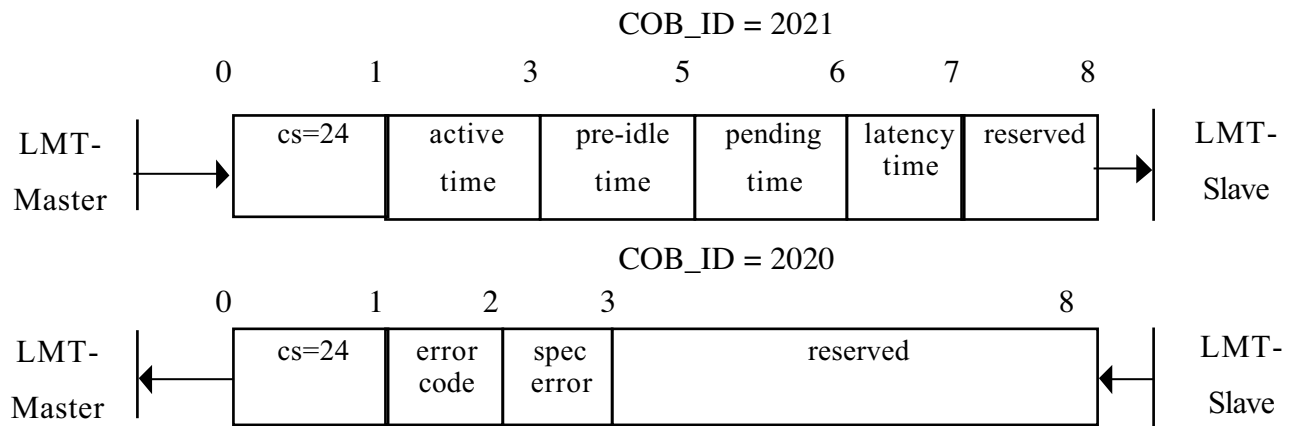 COB_ID = 2021
0 1 3 5 6 7 8
LMT-
Master
cs=24
active
time
pre-idle
time
pending
time
latency
time
reserved
LMT-
Slave
COB_ID = 2020
0 1 2 3 8
LMT-
Master
cs=24
error
code
spec
error
reserved
LMT-
Slave